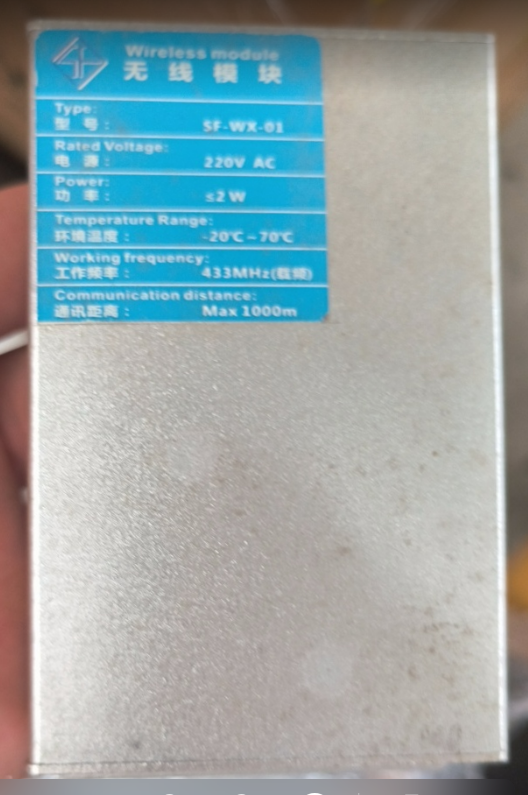 Wireless module
无线模块
Type:
型 号: SF-WX-01
Rated Voltage:
电 源: 220V AC
Power:
功 率: ≤2W
Temperature Range:
环境温度: -20℃~70℃
Working frequency:
工作频率: 433MHz(载频)
Communication distance:
通讯距离: Max 1000m